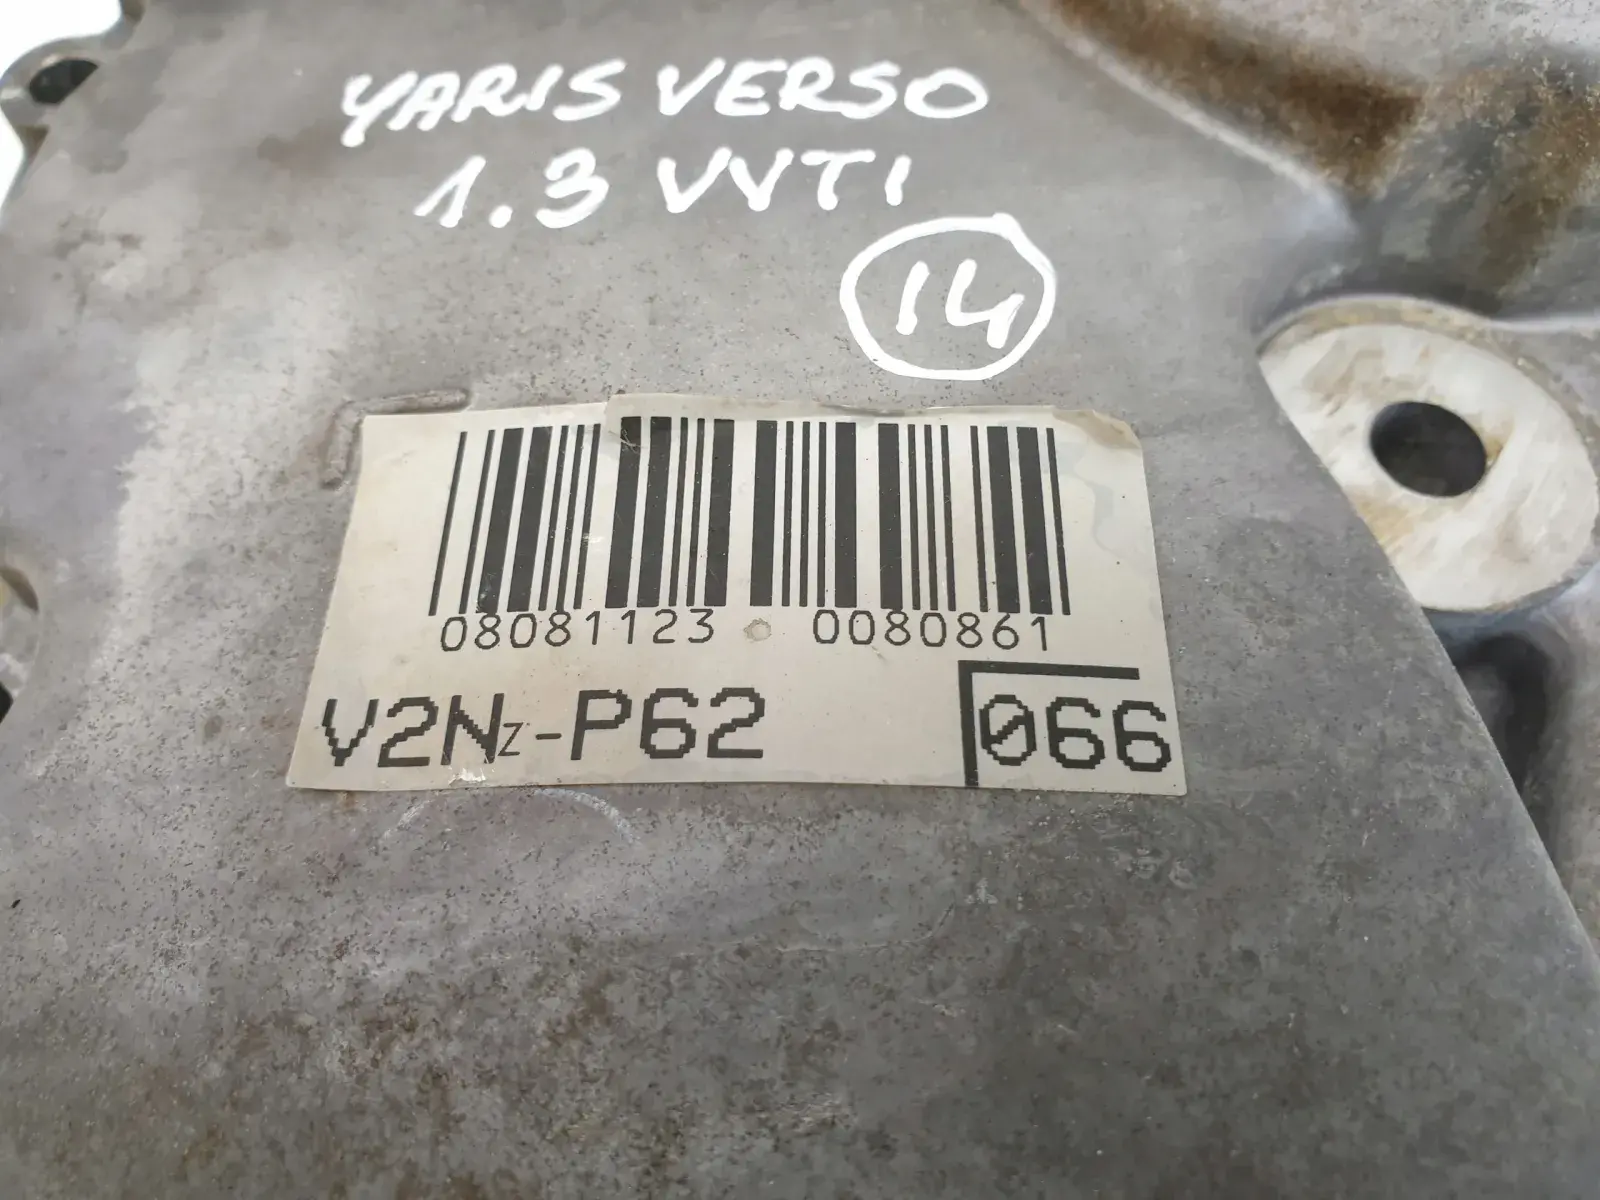 YARIS VERSO
1.3 VVTI
14
08081123 0080861
V2Nz-P62 066